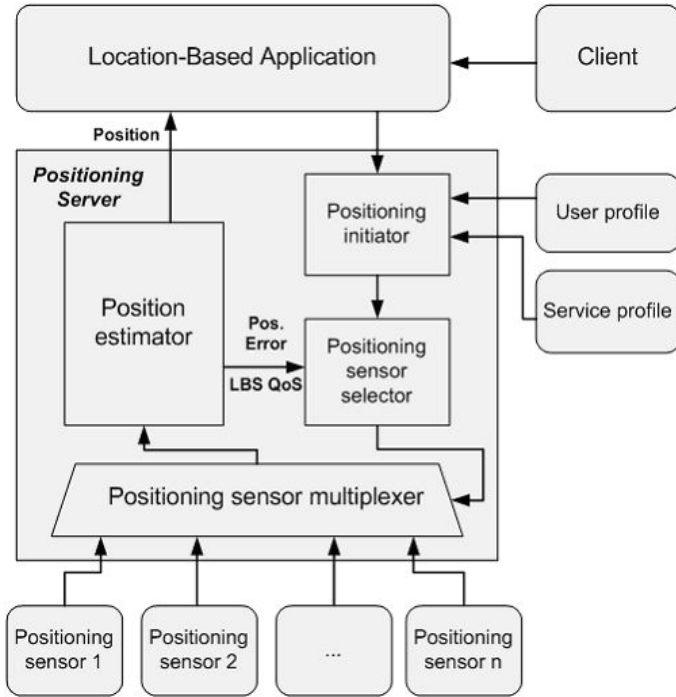 Location-Based Application
Client
Position
Positioning
Server
Positioning
initiator
User profile
Service profile
Position
estimator
Pos.
Error
LBS QoS
Positioning
sensor
selector
Positioning sensor multiplexer
Positioning
sensor 1
Positioning
sensor 2
...
Positioning
sensor n